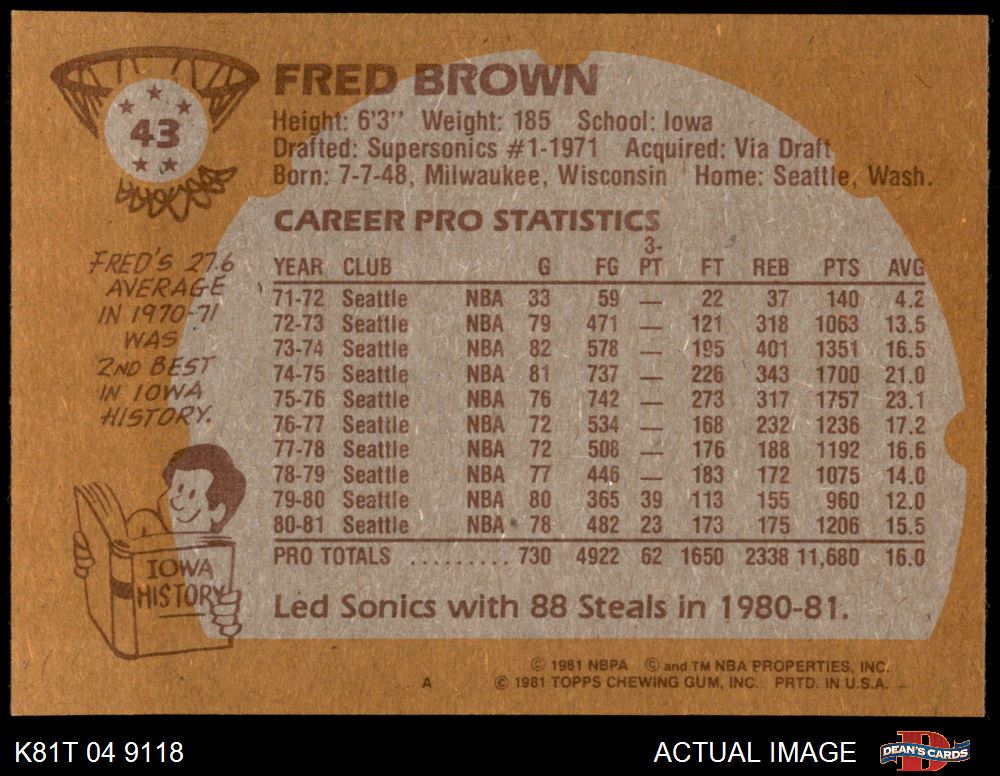 43
FRED BROWN
Height: 6'3'' Weight: 185 School: Iowa
Drafted: Supersonics #1-1971 Acquired: Via Draft
Born: 7-7-48, Milwaukee, Wisconsin Home: Seattle, Wash.
CAREER PRO STATISTICS
YEAR CLUB G FG 3-PT FT REB PTS AVG
71-72 Seattle NBA 33 59 — 22 37 140 4.2
72-73 Seattle NBA 79 471 — 121 318 1063 13.5
73-74 Seattle NBA 82 578 — 195 401 1351 16.5
74-75 Seattle NBA 81 737 — 226 343 1700 21.0
75-76 Seattle NBA 76 742 — 273 317 1757 23.1
76-77 Seattle NBA 72 534 — 168 232 1236 17.2
77-78 Seattle NBA 72 508 — 176 188 1192 16.6
78-79 Seattle NBA 77 446 — 183 172 1075 14.0
79-80 Seattle NBA 80 365 39 113 155 960 12.0
80-81 Seattle NBA 78 482 23 173 175 1206 15.5
PRO TOTALS ......... 730 4922 62 1650 2338 11,680 16.0
Led Sonics with 88 Steals in 1980-81.
FRED'S 27.6
AVERAGE
IN 1970-71
WAS
2ND BEST
IN IOWA
HISTORY.
IOWA
HISTORY
© 1981 NBPA © and TM NBA PROPERTIES, INC.
A © 1981 TOPPS CHEWING GUM, INC. PRTD. IN U.S.A.
K81T 04 9118
ACTUAL IMAGE
DEAN'S CARDS